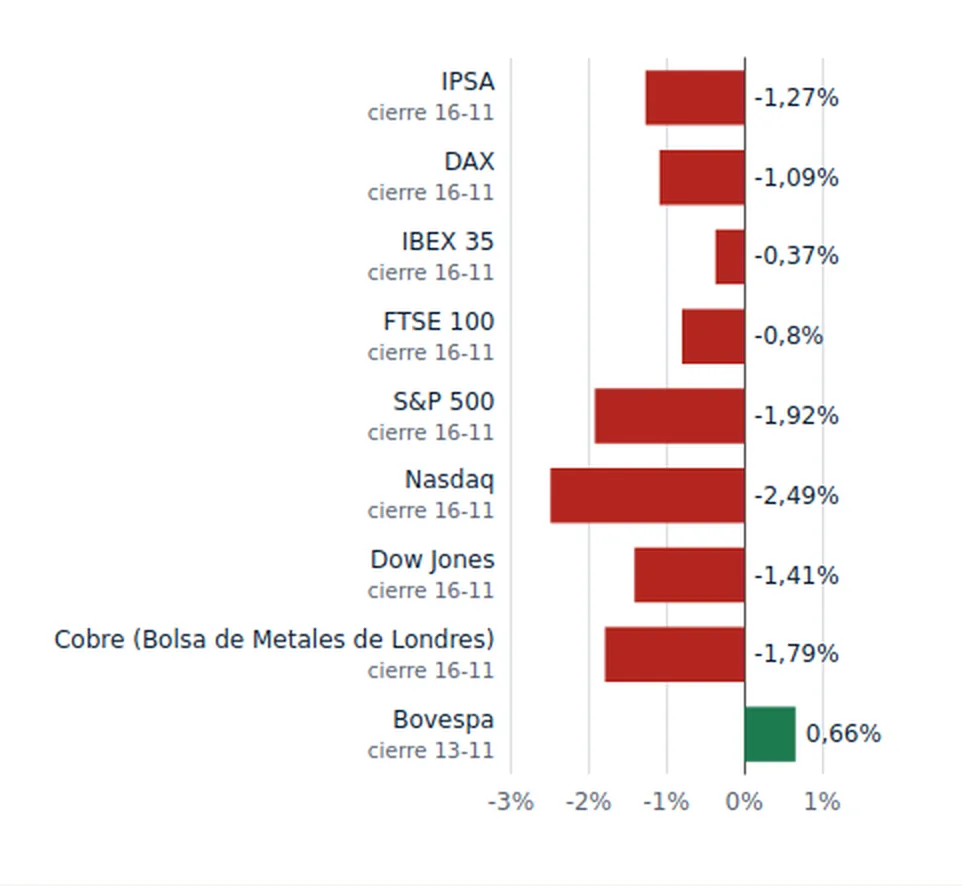 IPSA
cierre 16-11
-1,27%
DAX
cierre 16-11
-1,09%
IBEX 35
cierre 16-11
-0,37%
FTSE 100
cierre 16-11
-0,8%
S&P 500
cierre 16-11
-1,92%
Nasdaq
cierre 16-11
-2,49%
Dow Jones
cierre 16-11
-1,41%
Cobre (Bolsa de Metales de Londres)
cierre 16-11
-1,79%
Bovespa
cierre 13-11
0,66%
-3% -2% -1% 0% 1%